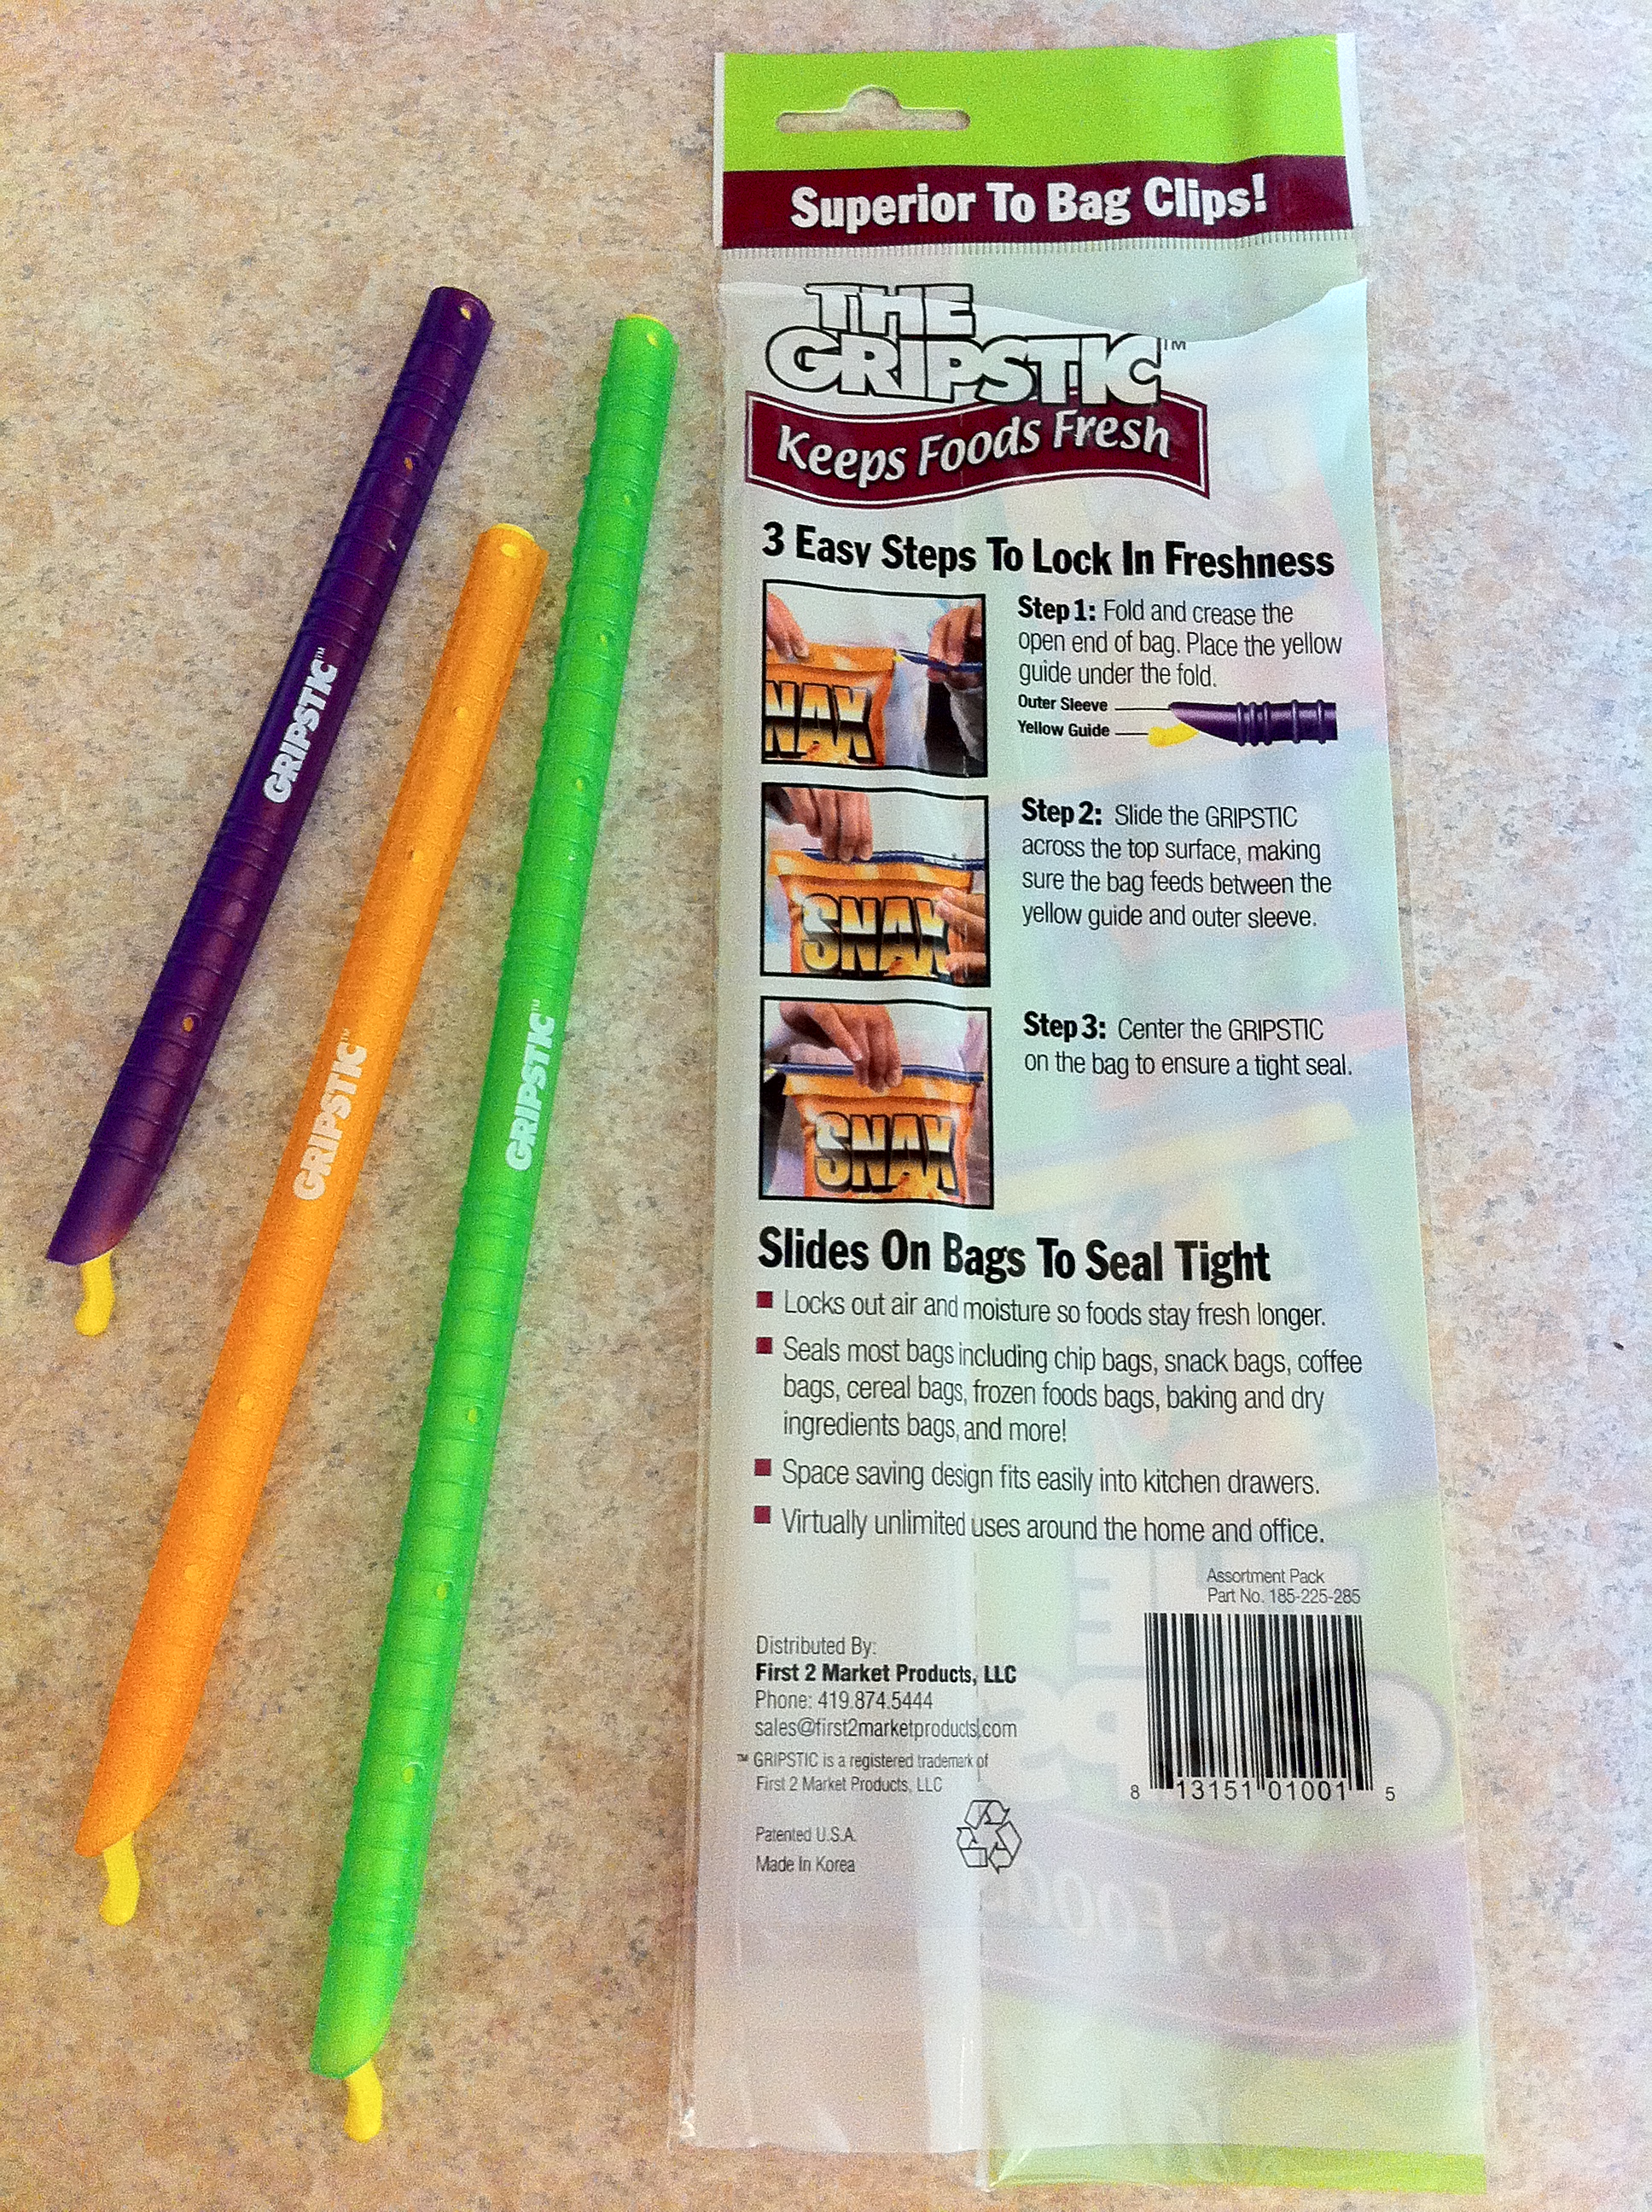 Superior To Bag Clips!
THE
GRIPSTIC™
Keeps Foods Fresh
3 Easy Steps To Lock In Freshness
NAX
Step 1: Fold and crease the
open end of bag. Place the yellow
guide under the fold.
Outer Sleeve
Yellow Guide
SNAX
Step 2: Slide the GRIPSTIC
across the top surface, making
sure the bag feeds between the
yellow guide and outer sleeve.
SNAX
Step 3: Center the GRIPSTIC
on the bag to ensure a tight seal.
Slides On Bags To Seal Tight
Locks out air and moisture so foods stay fresh longer.
Seals most bags including chip bags, snack bags, coffee
bags, cereal bags, frozen foods bags, baking and dry
ingredients bags, and more!
Space saving design fits easily into kitchen drawers.
Virtually unlimited uses around the home and office.
Assortment Pack
Part No. 185-225-285
Distributed By:
First 2 Market Products, LLC
Phone: 419.874.5444
sales@first2marketproducts.com
™ GRIPSTIC is a registered trademark of
First 2 Market Products, LLC
Patented U.S.A.
Made In Korea
8 13151 01001 5
GRIPSTIC™
GRIPSTIC™
GRIPSTIC™